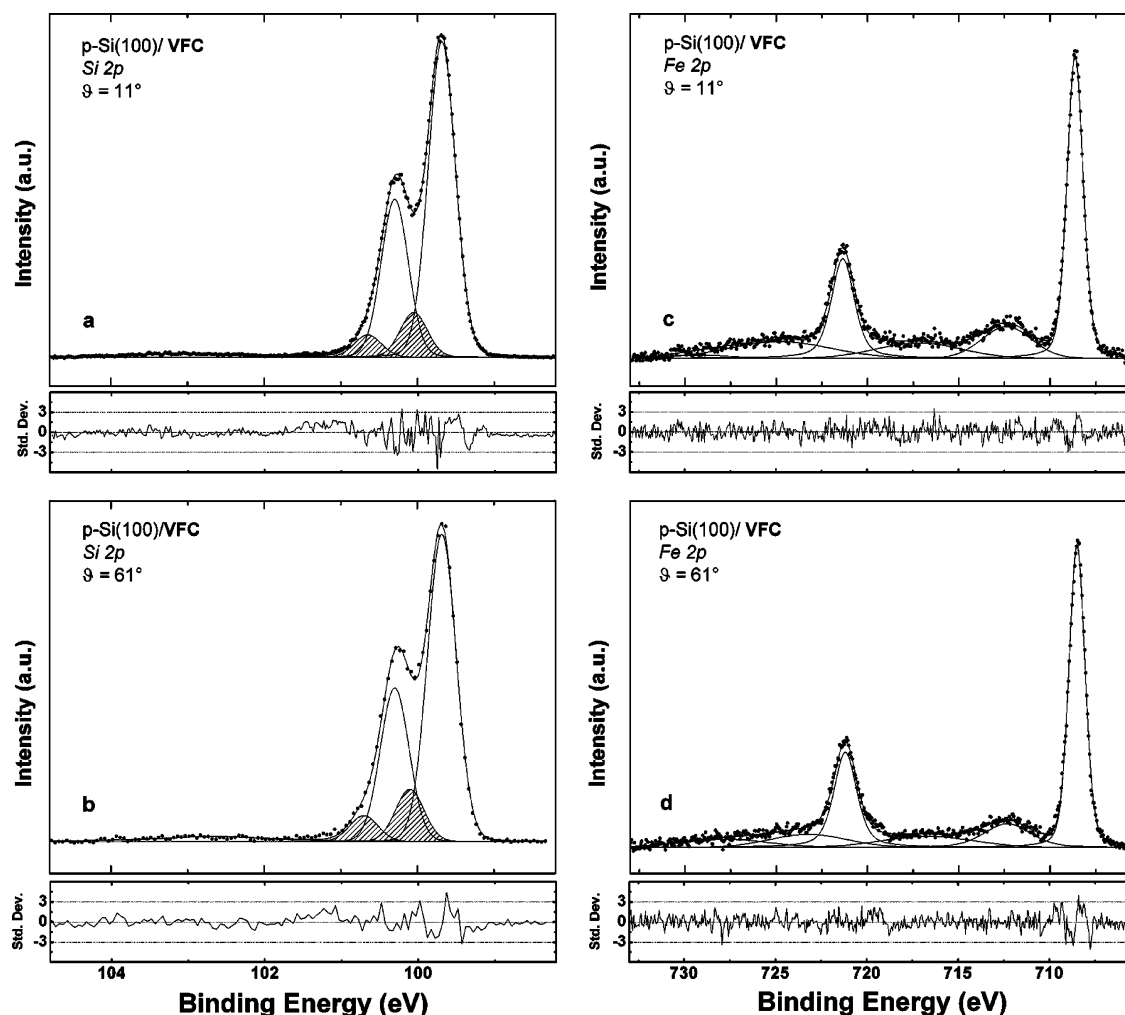 p-Si(100)/ VFC
Si 2p
ϑ = 11°
Intensity (a.u.)
a
Std. Dev.
3
0
-3
p-Si(100)/ VFC
Fe 2p
ϑ = 11°
Intensity (a.u.)
c
Std. Dev.
3
0
-3
p-Si(100)/VFC
Si 2p
ϑ = 61°
Intensity (a.u.)
b
Std. Dev.
3
0
-3
104 102 100
Binding Energy (eV)
p-Si(100)/ VFC
Fe 2p
ϑ = 61°
Intensity (a.u.)
d
Std. Dev.
3
0
-3
730 725 720 715 710
Binding Energy (eV)